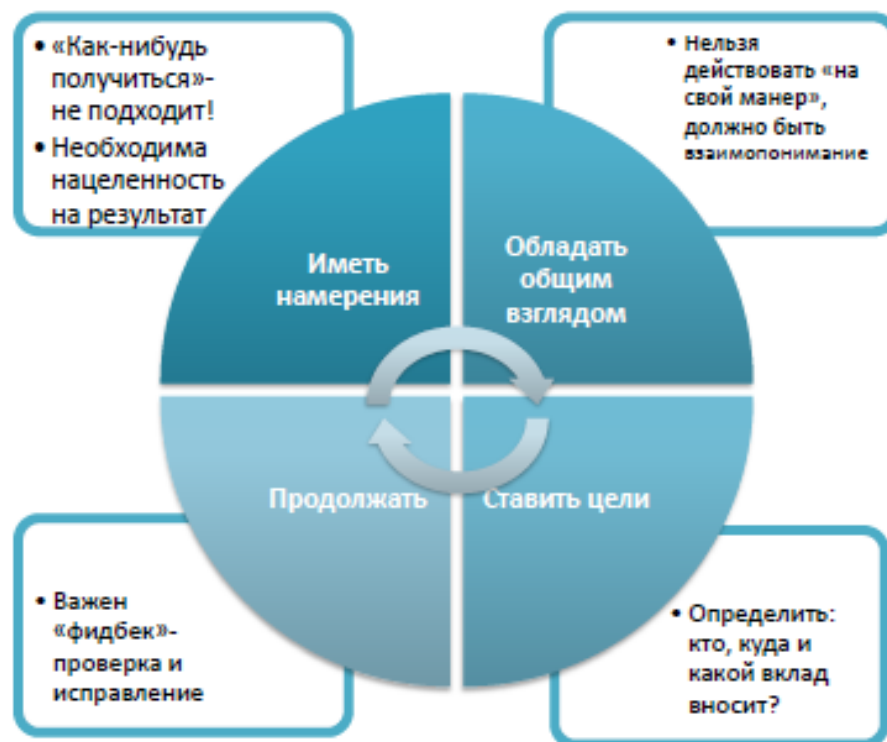 • «Как-нибудь
получиться»-
не подходит!
• Необходима
нацеленность
на результат
• Нельзя
действовать «на
свой манер»,
должно быть
взаимопонимание
Иметь
намерения
Обладать
общим
взглядом
Продолжать
Ставить цели
• Важен
«фидбек»-
проверка и
исправление
• Определить:
кто, куда и
какой вклад
вносит?